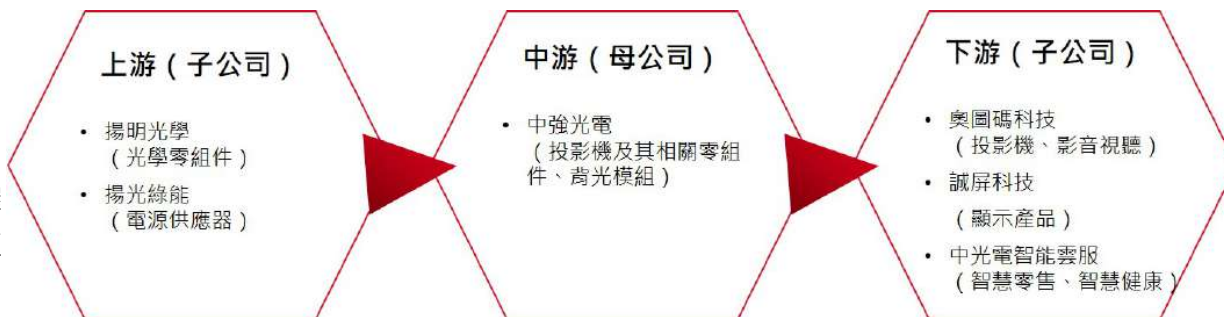 上游（子公司）
• 揚明光學
（光學零組件）
• 揚光綠能
（電源供應器）
中游（母公司）
• 中強光電
（投影機及其相關零組
件、背光模組）
下游（子公司）
• 奧圖碼科技
（投影機、影音視聽）
• 誠屏科技
（顯示產品）
• 中光電智能雲服
（智慧零售、智慧健康）